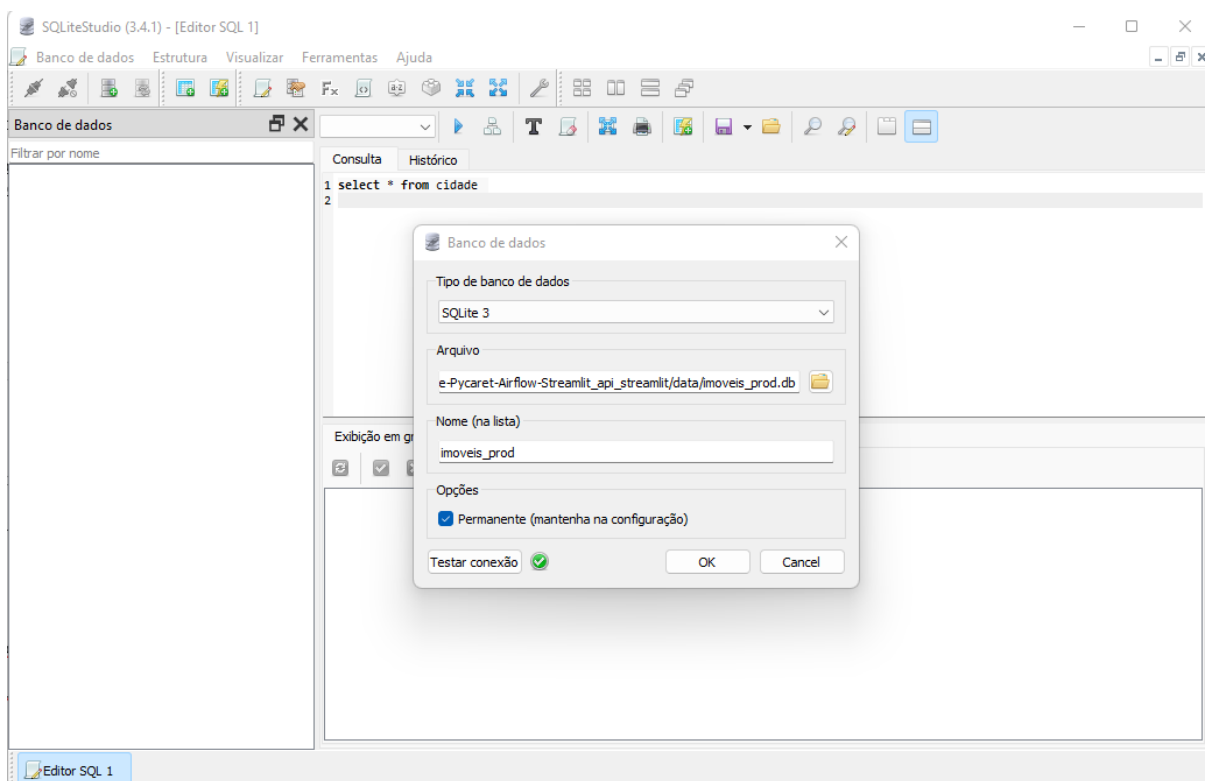 SQLiteStudio (3.4.1) - [Editor SQL 1]
Banco de dados Estrutura Visualizar Ferramentas Ajuda
Banco de dados
Filtrar por nome
Consulta Histórico
1 select * from cidade
2
Banco de dados
Tipo de banco de dados
SQLite 3
Arquivo
e-Pycaret-Airflow-Streamlit_api_streamlit/data/imoveis_prod.db
Nome (na lista)
imoveis_prod
Exibição em gr
Opções
Permanente (mantenha na configuração)
Testar conexão OK Cancel
Editor SQL 1